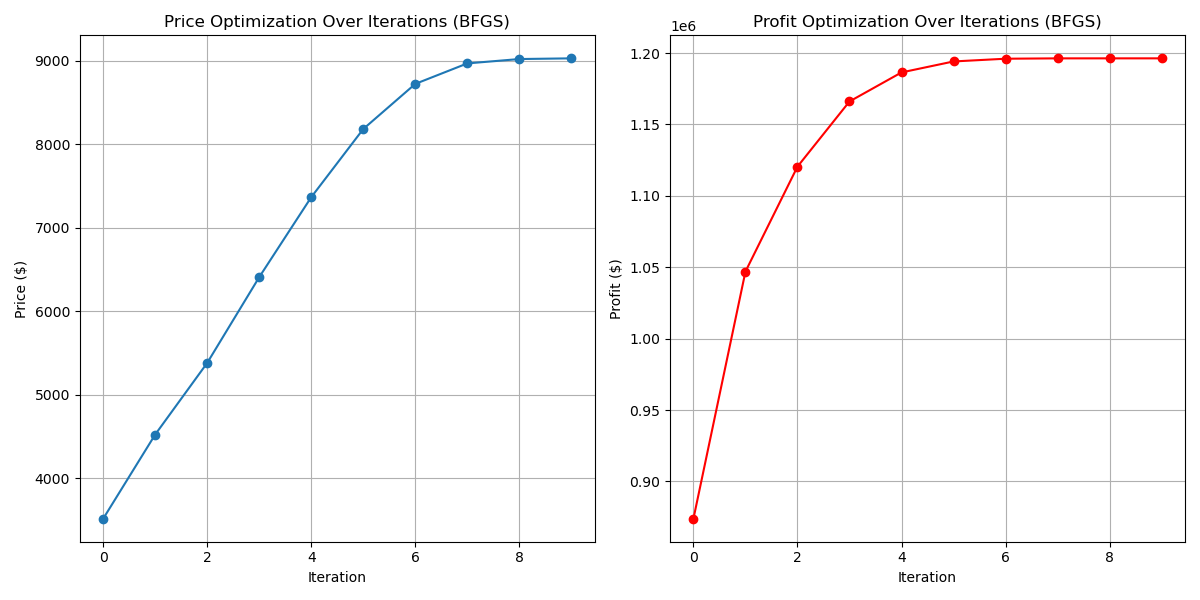 Price Optimization Over Iterations (BFGS)
Price ($)
9000
8000
7000
6000
5000
4000
0 2 4 6 8
Iteration
Profit Optimization Over Iterations (BFGS)
1e6
Profit ($)
1.20
1.15
1.10
1.05
1.00
0.95
0.90
0 2 4 6 8
Iteration